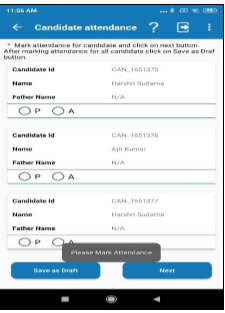 11:56 AM
Candidate attendance ?
* Mark attendance for candidate and click on next button.
After marking attendance for all candidate click on Save as Draf
button.
Candidate Id CAN_1651375
Name Harshit Sudame
Father Name N/A
P A
Candidate Id CAN_1651376
Name Ajit Kumar
Father Name N/A
P A
Candidate Id CAN_1651377
Name Harshit Sudame
Father Name N/A
P A
Please Mark Attendance
Save as Draft Next